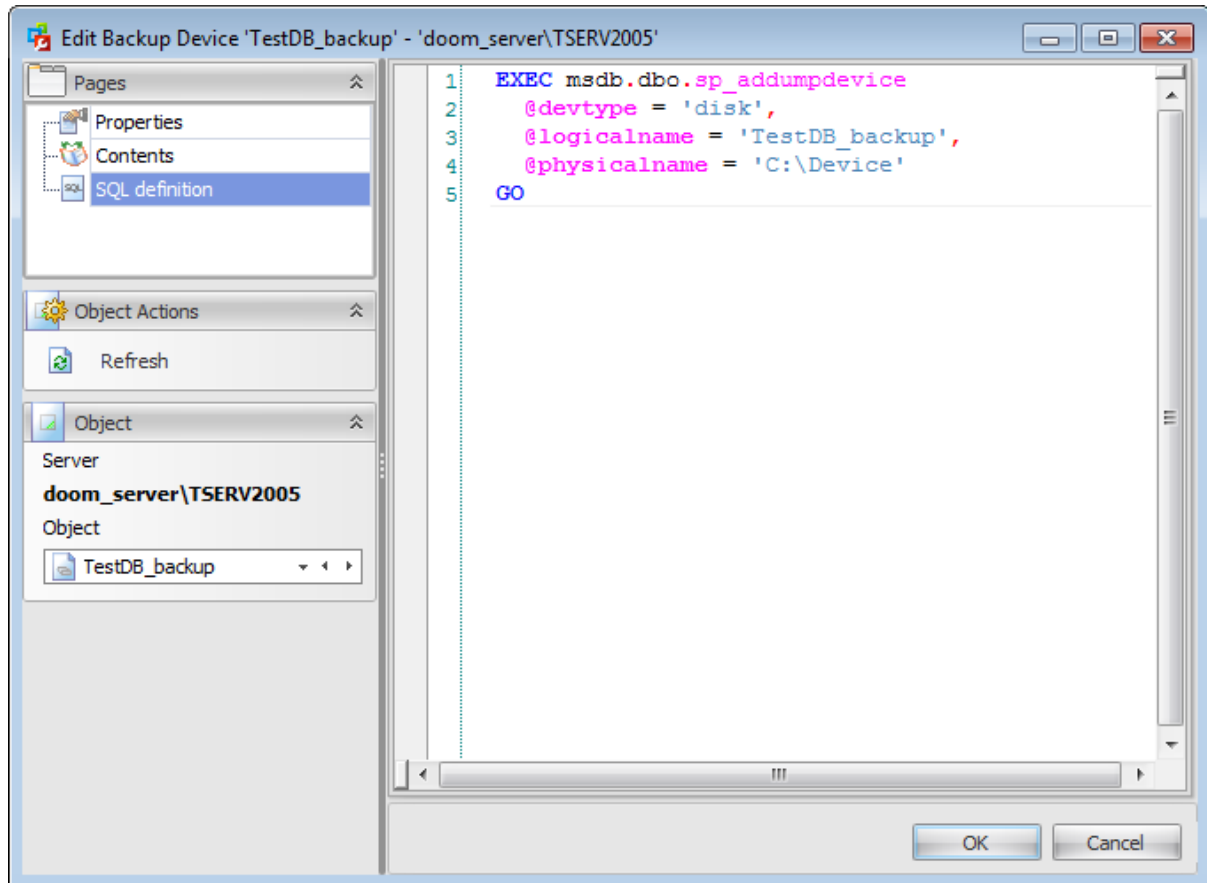 Edit Backup Device 'TestDB_backup' - 'doom_server\TSERV2005'
Pages
Properties
Contents
SQL SQL definition
Object Actions
Refresh
Object
Server
doom_server\TSERV2005
Object
TestDB_backup
1 EXEC msdb.dbo.sp_addumpdevice
2 @devtype = 'disk',
3 @logicalname = 'TestDB_backup',
4 @physicalname = 'C:\Device'
5 GO
OK Cancel